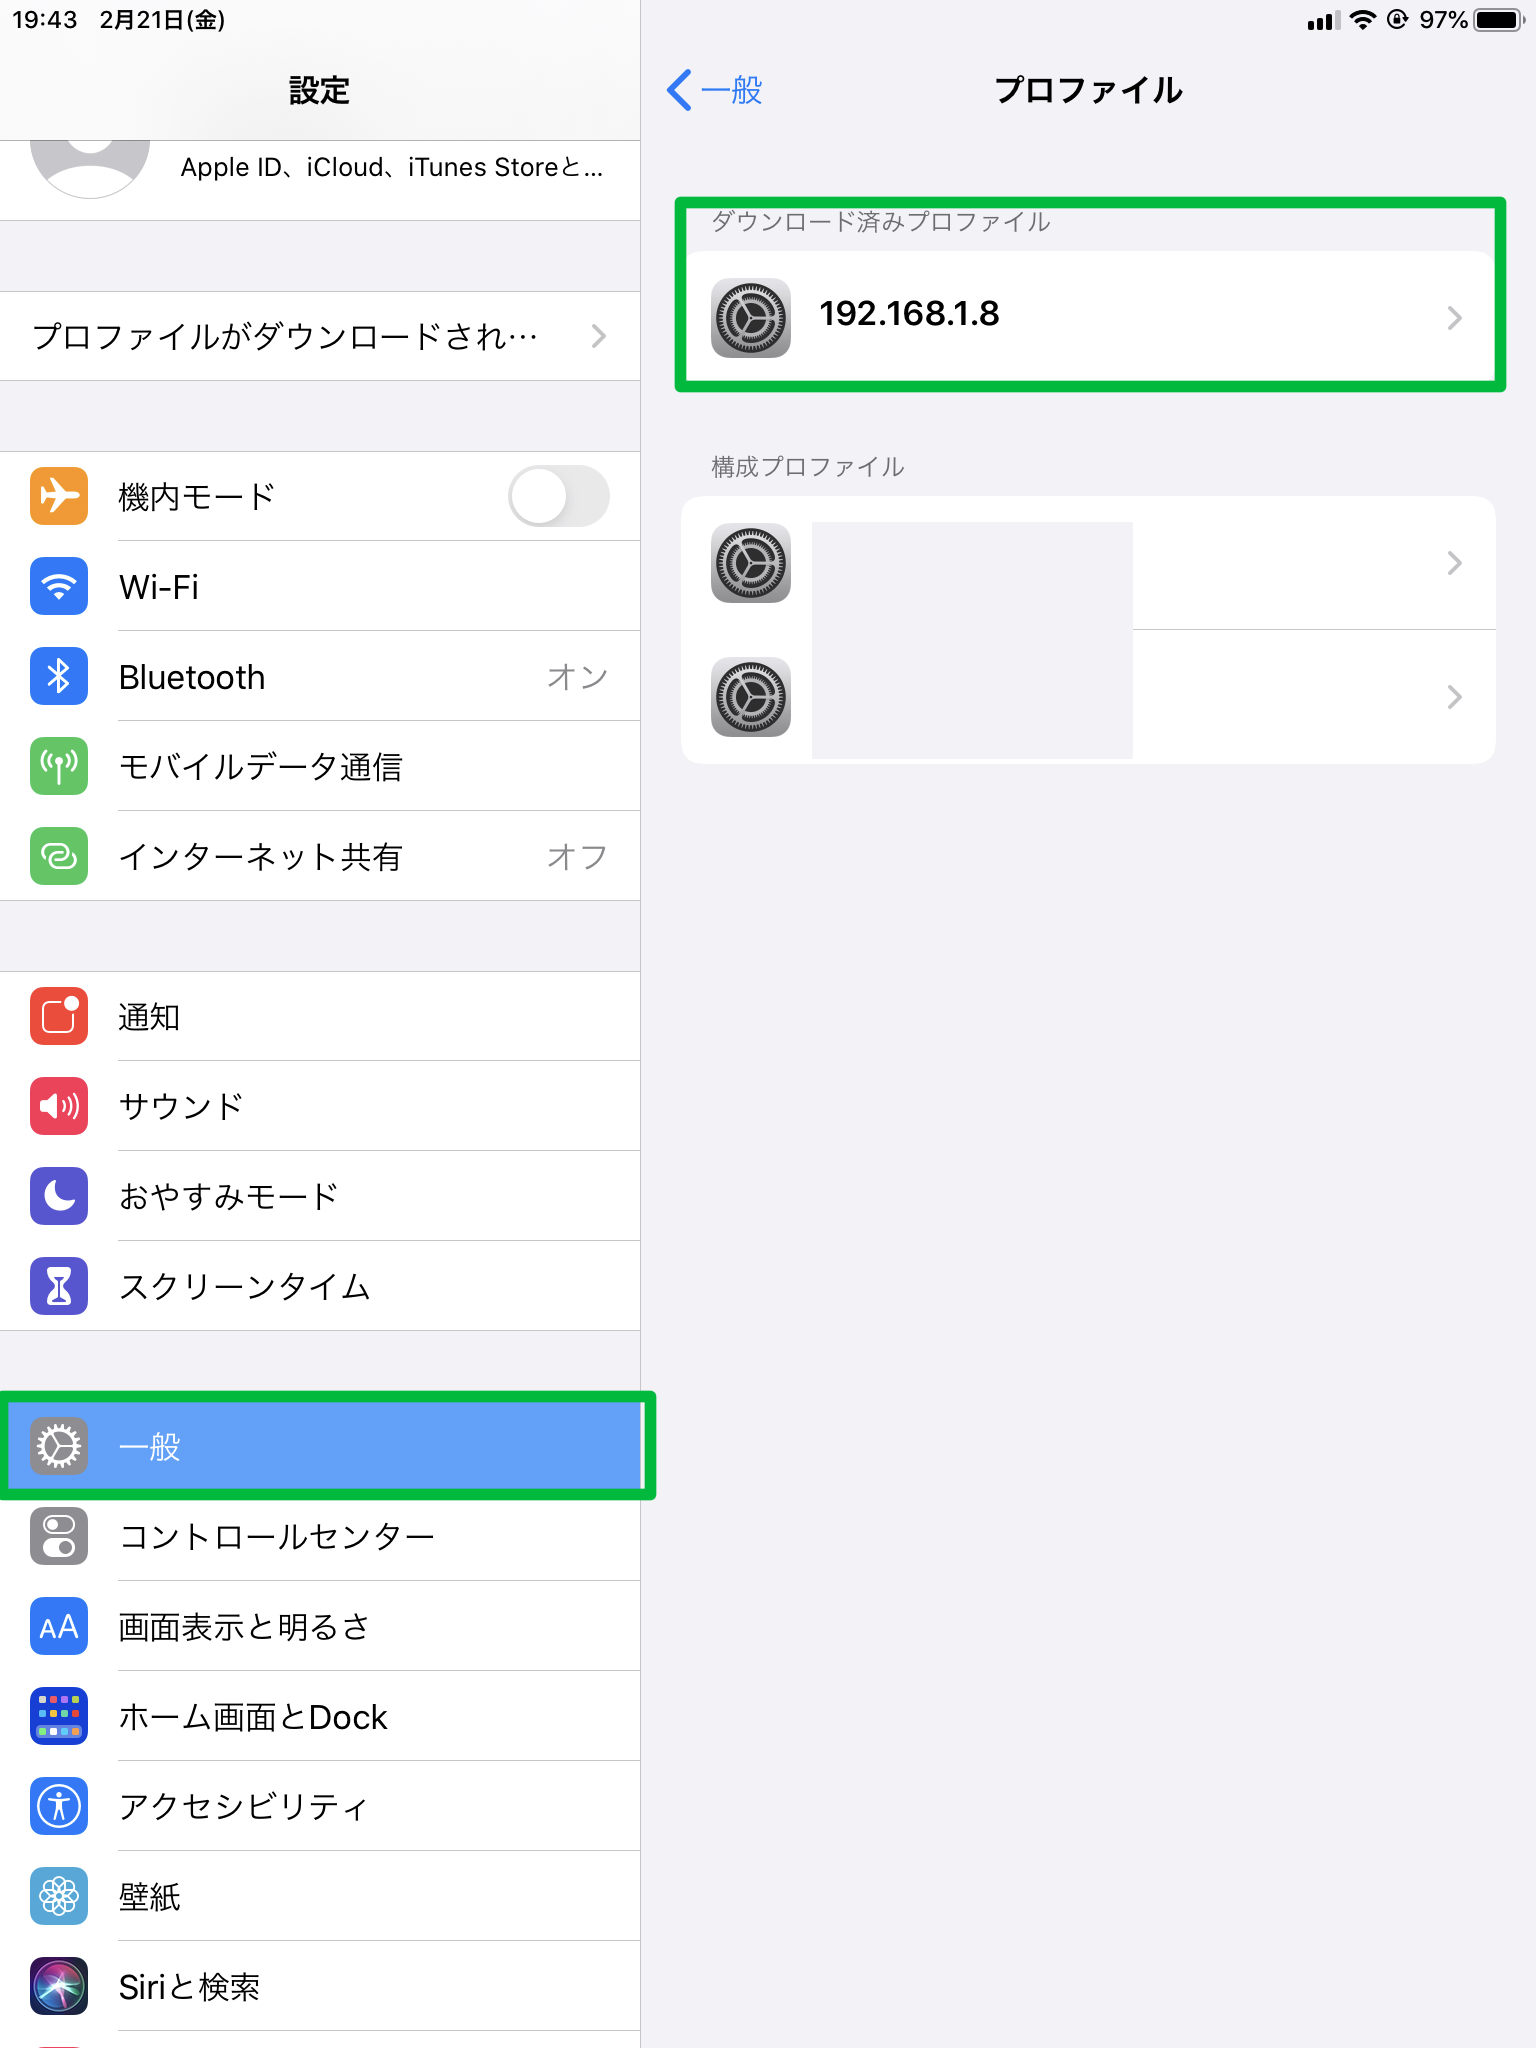 19:43 2月21日(金)
97%
設定
Apple ID、iCloud、iTunes Storeと...
プロファイルがダウンロードされ…
機内モード
Wi-Fi
Bluetooth オン
モバイルデータ通信
インターネット共有 オフ
通知
サウンド
おやすみモード
スクリーンタイム
一般
コントロールセンター
AA
画面表示と明るさ
ホーム画面とDock
アクセシビリティ
壁紙
Siriと検索
一般
プロファイル
ダウンロード済みプロファイル
192.168.1.8
構成プロファイル